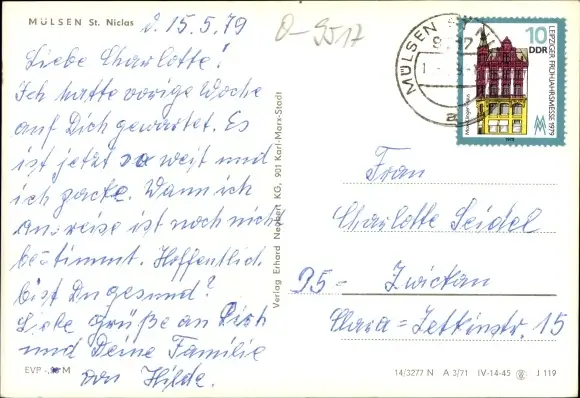 MÜLSEN St. Niclas
d. 15.5.79
Liebe Charlotte!
Ich hatte vorige Woche
auf Dich gewartet. Es
ist jetzt so weit und
ich packe. Wann ich
anreise ist noch nicht
bestimmt. Hoffentlich
bist Du gesund?
Liebe Grüße an Dich
und Deine Familie
von Hilde.
EVP M
Verlag Erhard Neubert KG, 901 Karl-Marx-Stadt
9517
MÜLSEN
9517
a
10
DDR
LEIPZIGER FRÜHJAHRSMESSE 1979
MM
Frau
Charlotte Seidel
95 = Zwickau
Clara = Zetkinstr. 15
14/3277 N A 3/71 IV-14-45 J 119